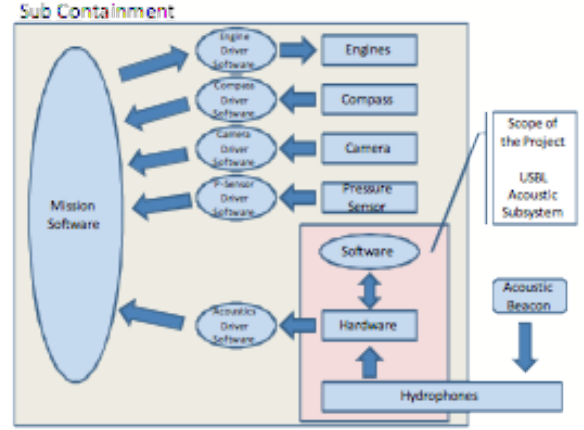 Sub Containment
Engine
Driver
Software
Engines
Compass
Driver
Software
Compass
Camera
Driver
Software
Camera
P-Sensor
Driver
Software
Pressure
Sensor
Mission
Software
Software
Acoustics
Driver
Software
Hardware
Hydrophones
Scope of
the Project
USBL
Acoustic
Subsystem
Acoustic
Beacon